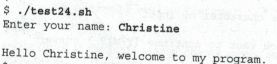 $ ./test24.sh
Enter your name: Christine
Hello Christine, welcome to my program.